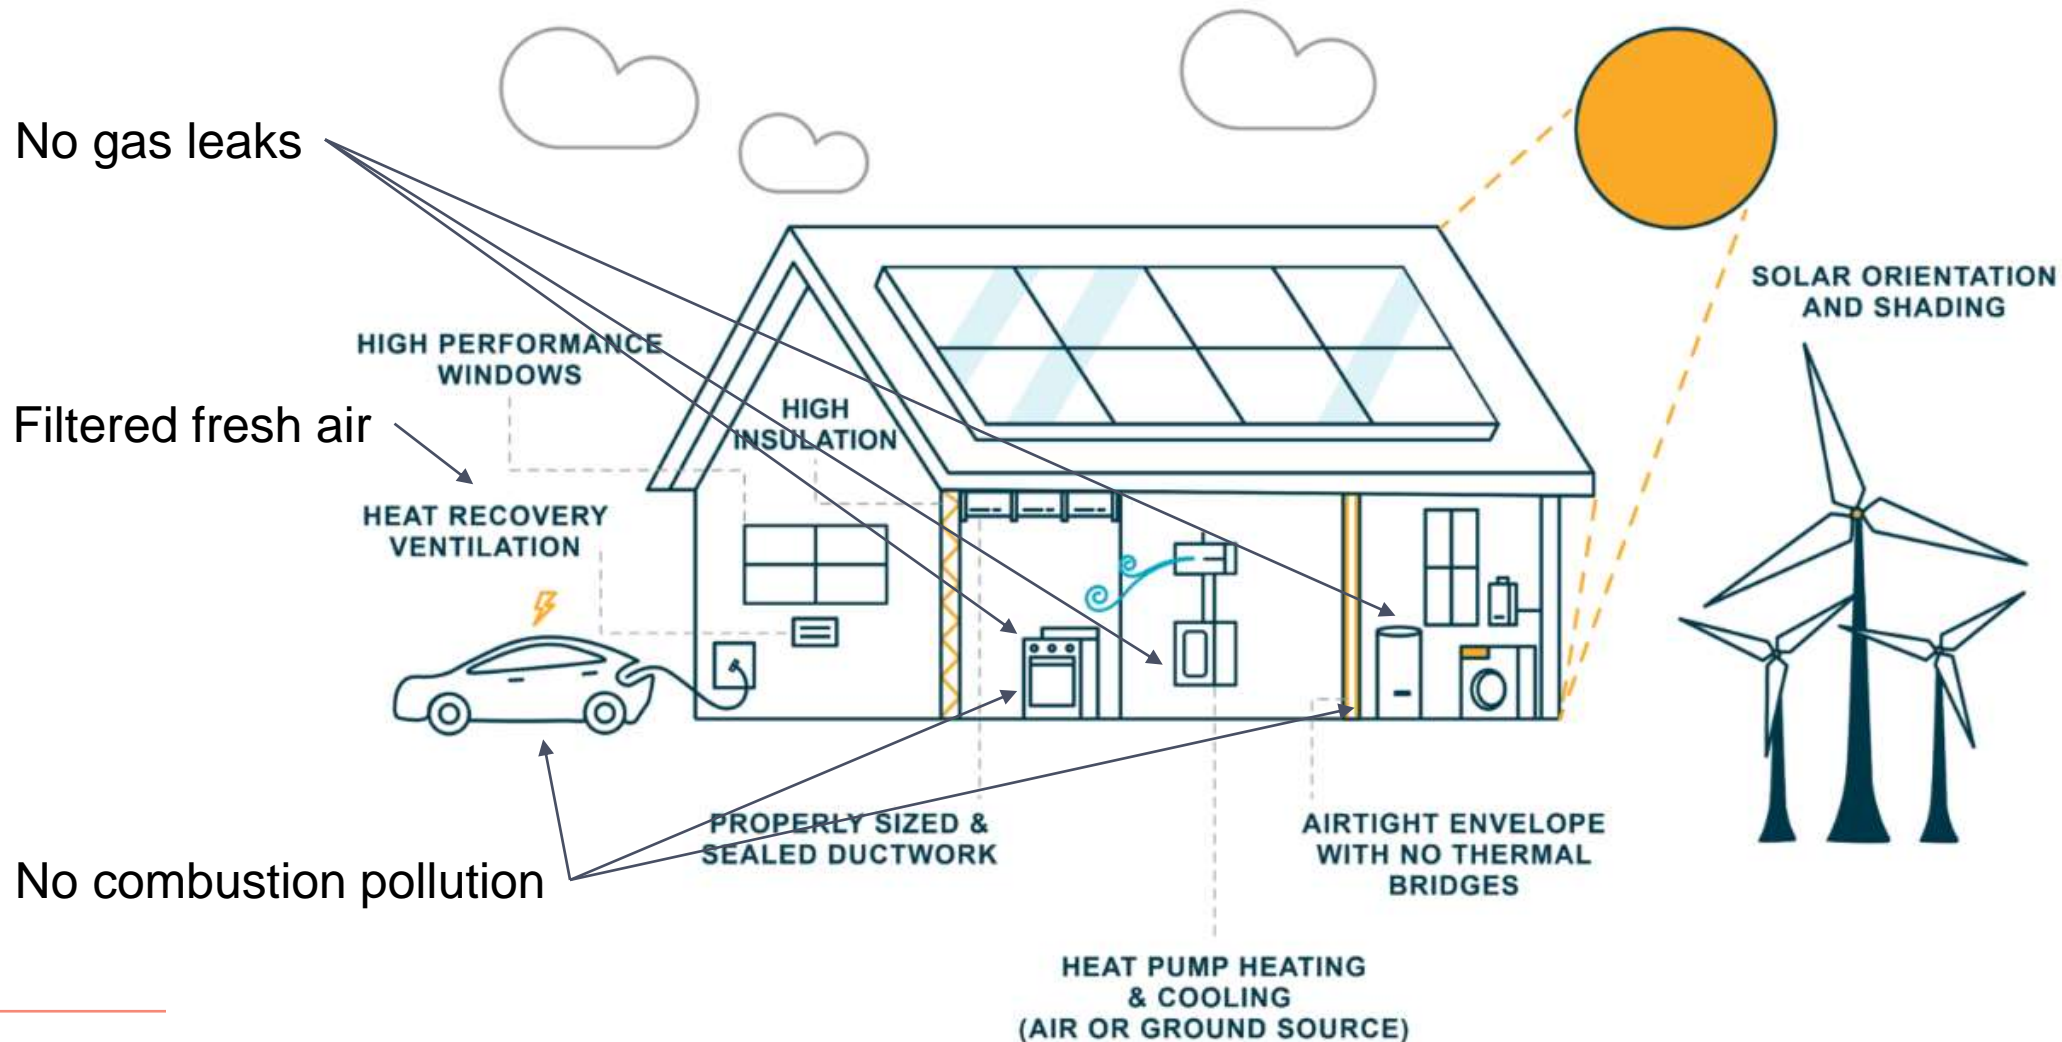 No gas leaks
SOLAR ORIENTATION
AND SHADING
HIGH PERFORMANCE
WINDOWS
HIGH
INSULATION
Filtered fresh air
HEAT RECOVERY
VENTILATION
PROPERLY SIZED &
SEALED DUCTWORK
AIRTIGHT ENVELOPE
WITH NO THERMAL
BRIDGES
No combustion pollution
HEAT PUMP HEATING
& COOLING
(AIR OR GROUND SOURCE)